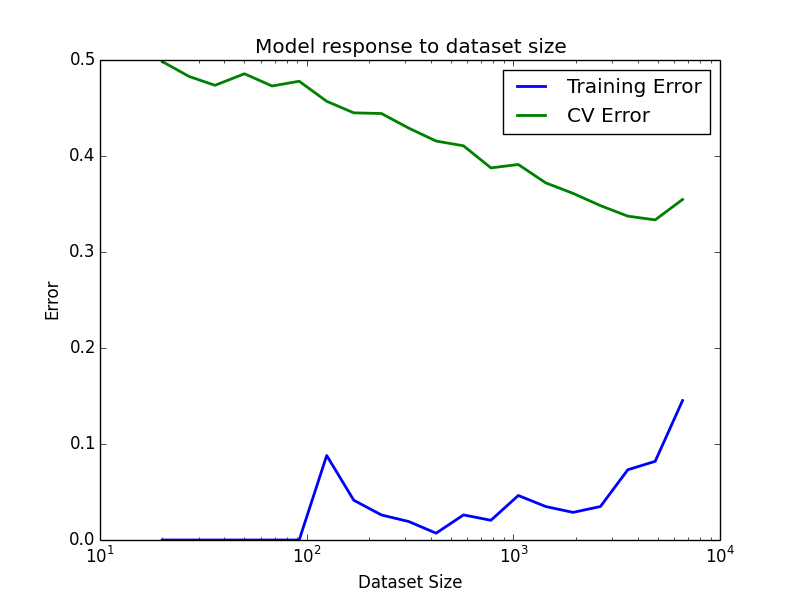 Model response to dataset size
0.5
0.4
0.3
0.2
0.1
0.0
Error
Training Error
CV Error
10¹ 10² 10³ 10⁴
Dataset Size